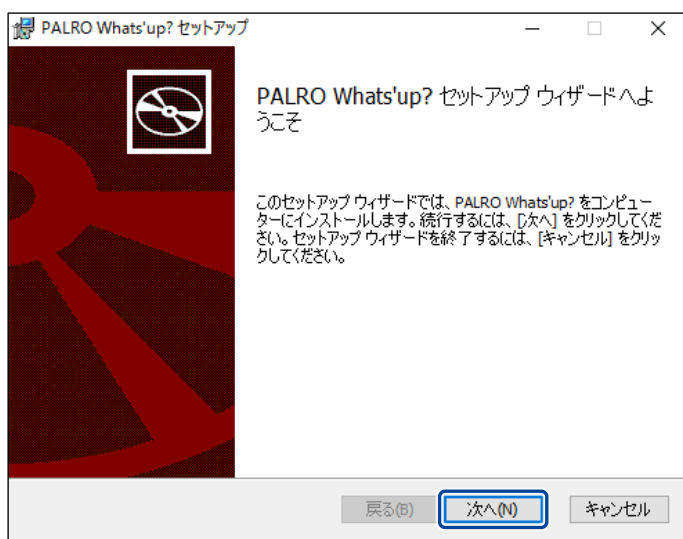 PALRO Whats'up? セットアップ
PALRO Whats'up? セットアップ ウィザードへよ
うこそ
このセットアップ ウィザードでは、PALRO Whats'up? をコンピュー
ターにインストールします。続行するには、[次へ] をクリックしてくだ
さい。セットアップ ウィザードを終了するには、[キャンセル] をクリッ
クしてください。
戻る(B) 次へ(N) キャンセル